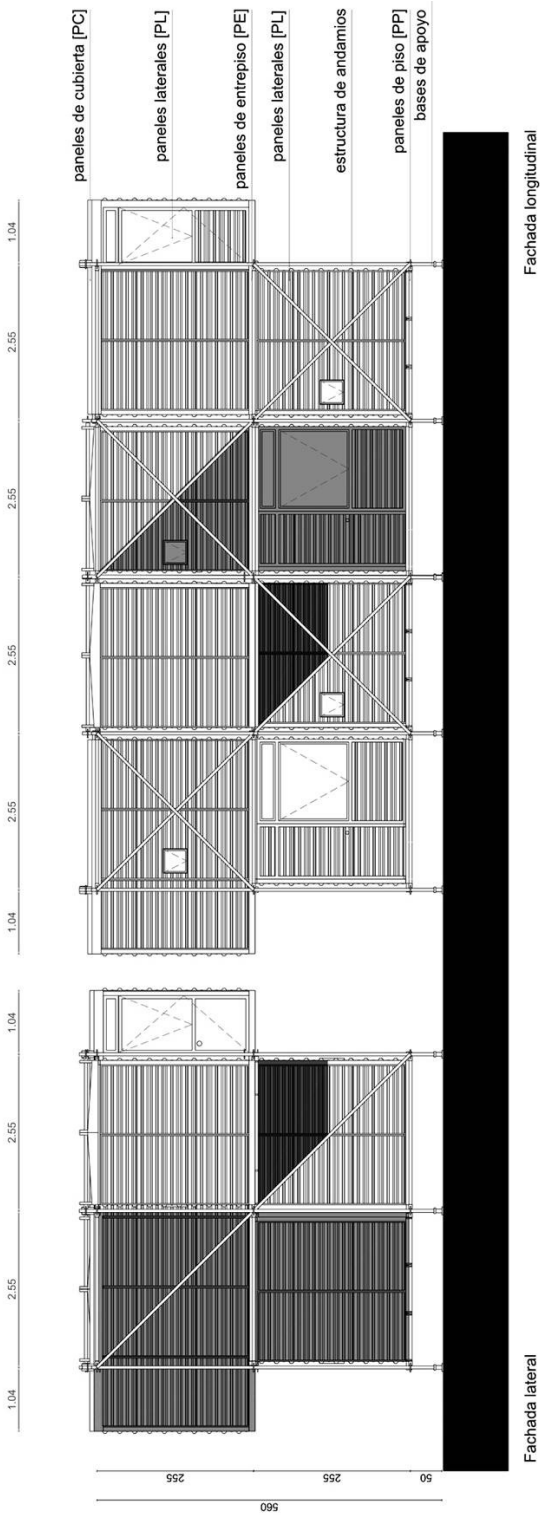 1.04
2.55
2.55
1.04
1.04
2.55
2.55
2.55
2.55
1.04
paneles de cubierta [PC]
paneles laterales [PL]
paneles de entrepiso [PE]
paneles laterales [PL]
estructura de andamios
paneles de piso [PP]
bases de apoyo
255
255
50
560
Fachada lateral
Fachada longitudinal